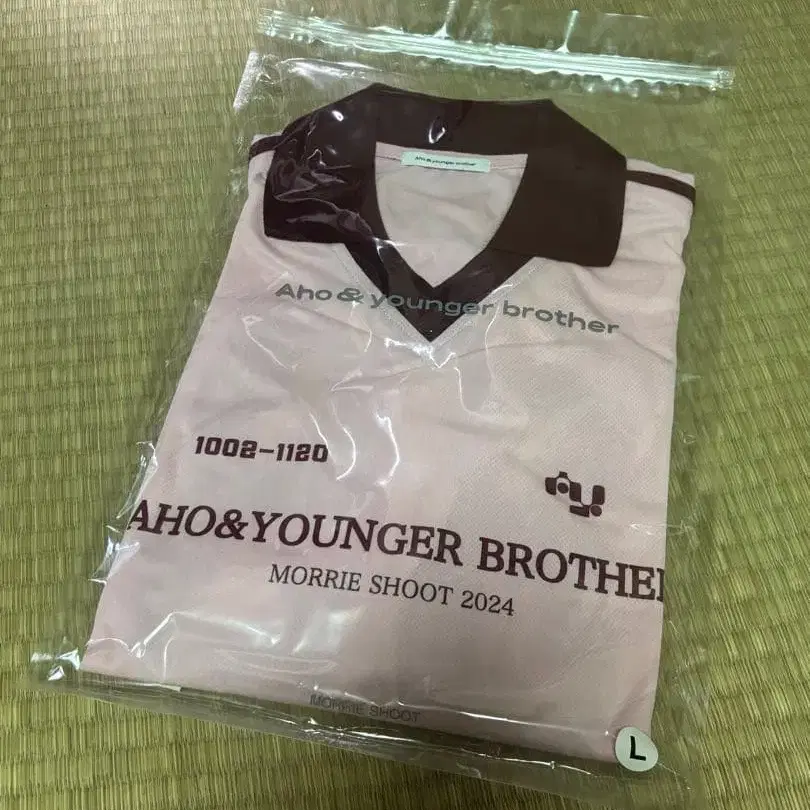 Aho & younger brother
Aho & younger brother
1002-1120
AHO&YOUNGER BROTHE
MORRIE SHOOT 2024
MORRIE SHOOT
L